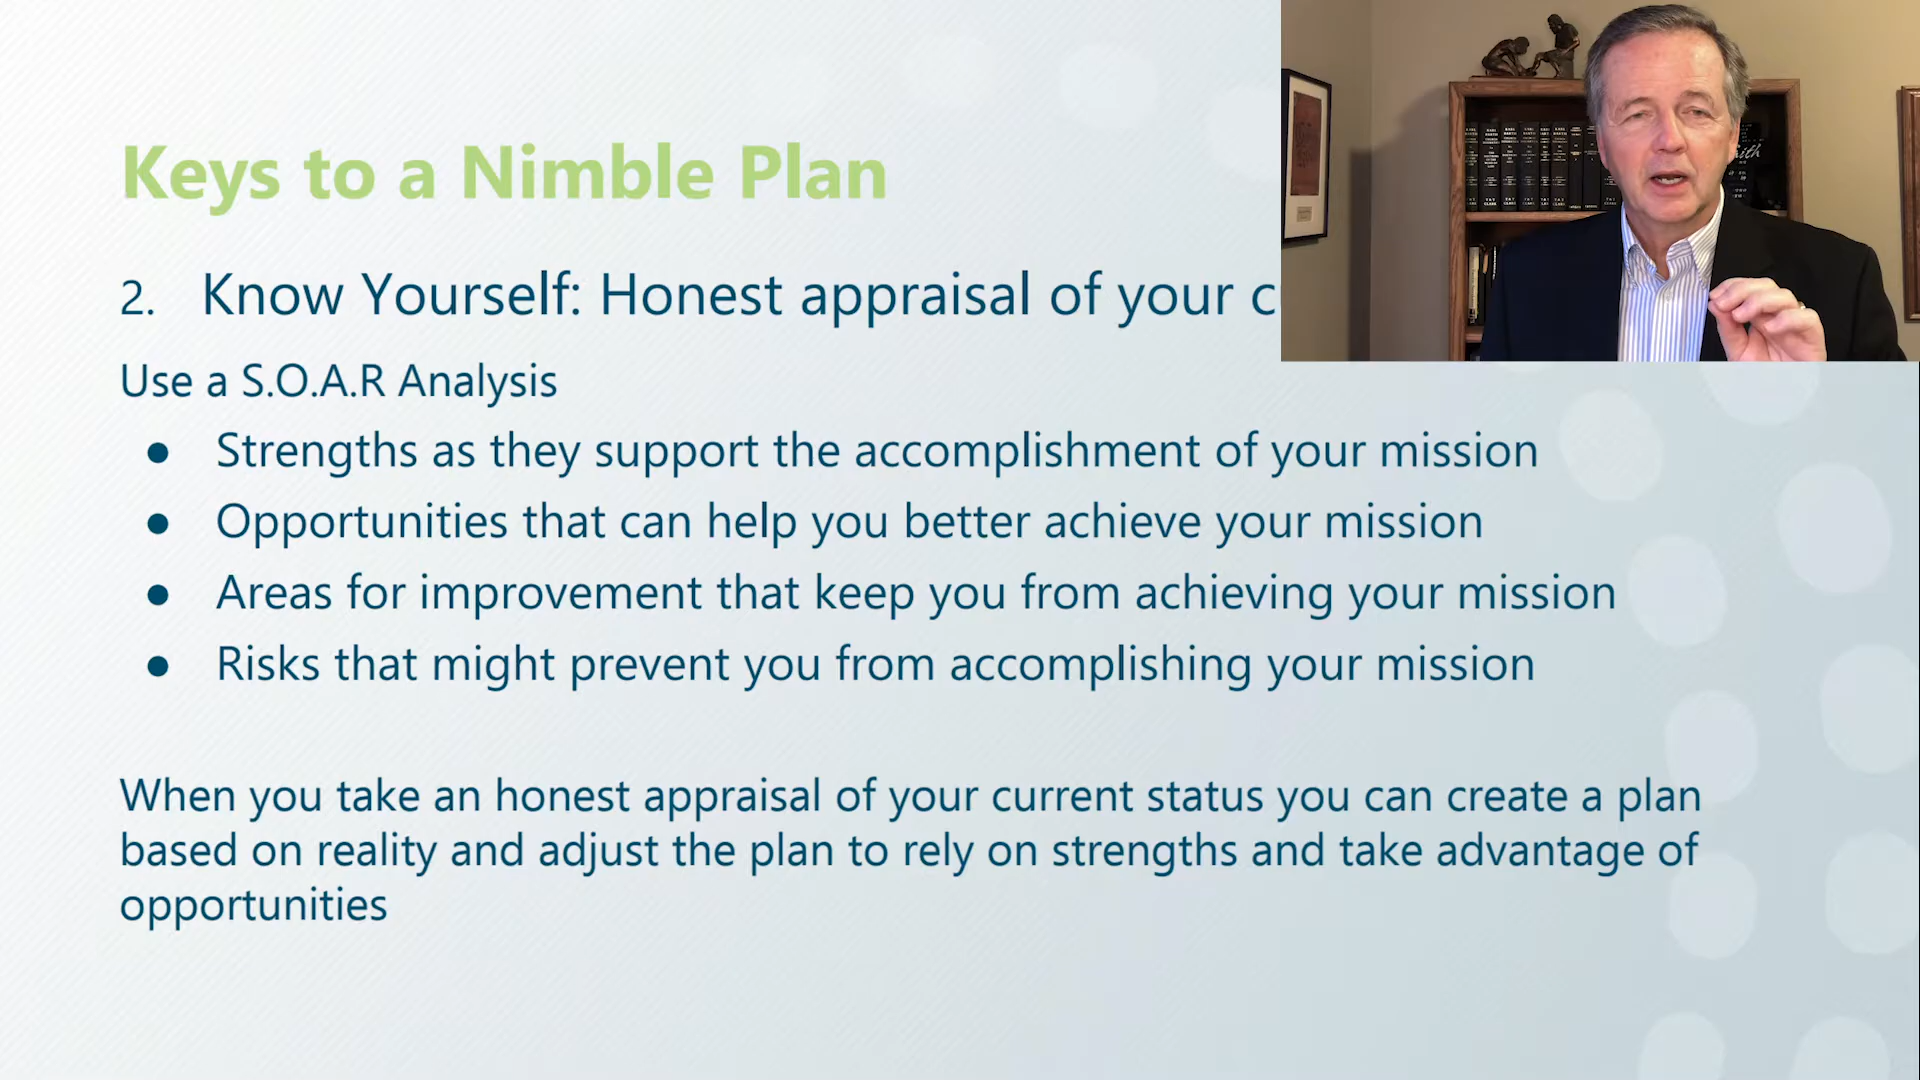 Keys to a Nimble Plan
2. Know Yourself: Honest appraisal of your c
Use a S.O.A.R Analysis
● Strengths as they support the accomplishment of your mission
● Opportunities that can help you better achieve your mission
● Areas for improvement that keep you from achieving your mission
● Risks that might prevent you from accomplishing your mission
When you take an honest appraisal of your current status you can create a plan
based on reality and adjust the plan to rely on strengths and take advantage of
opportunities